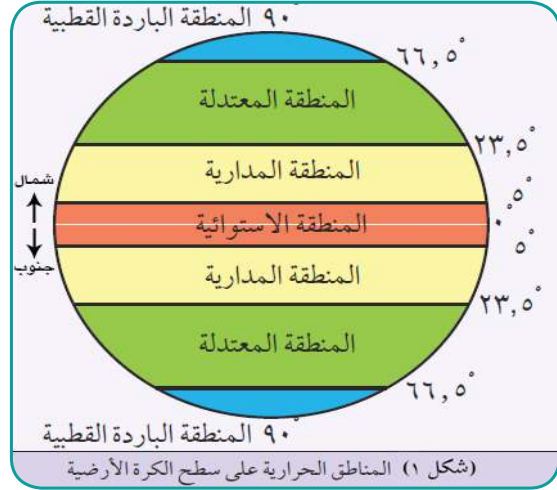 ٩٠° المنطقة الباردة القطبية
٦٦,٥°
المنطقة المعتدلة
٢٣,٥°
المنطقة المدارية
شمال
٥°
المنطقة الاستوائية
٠°
٥°
جنوب
المنطقة المدارية
٢٣,٥°
المنطقة المعتدلة
٦٦,٥°
٩٠° المنطقة الباردة القطبية
(شكل ١) المناطق الحرارية على سطح الكرة الأرضية